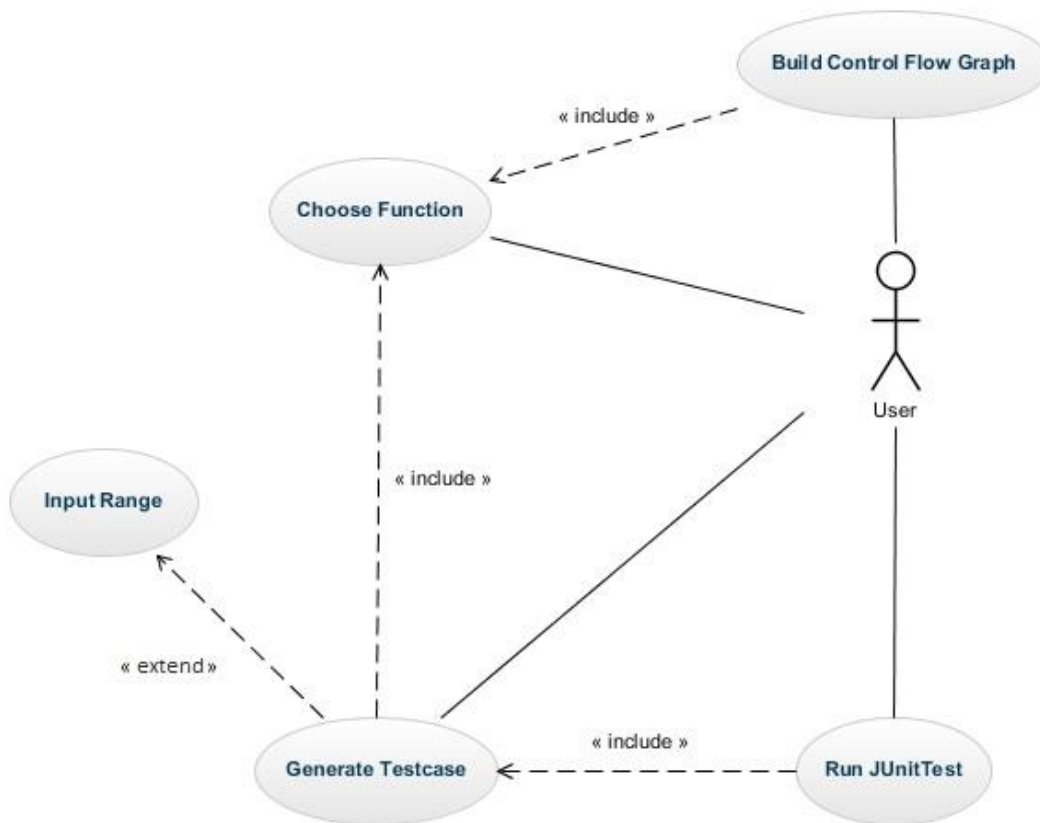 Build Control Flow Graph
« include »
Choose Function
User
« include »
Input Range
« extend »
« include »
Generate Testcase
Run JUnitTest